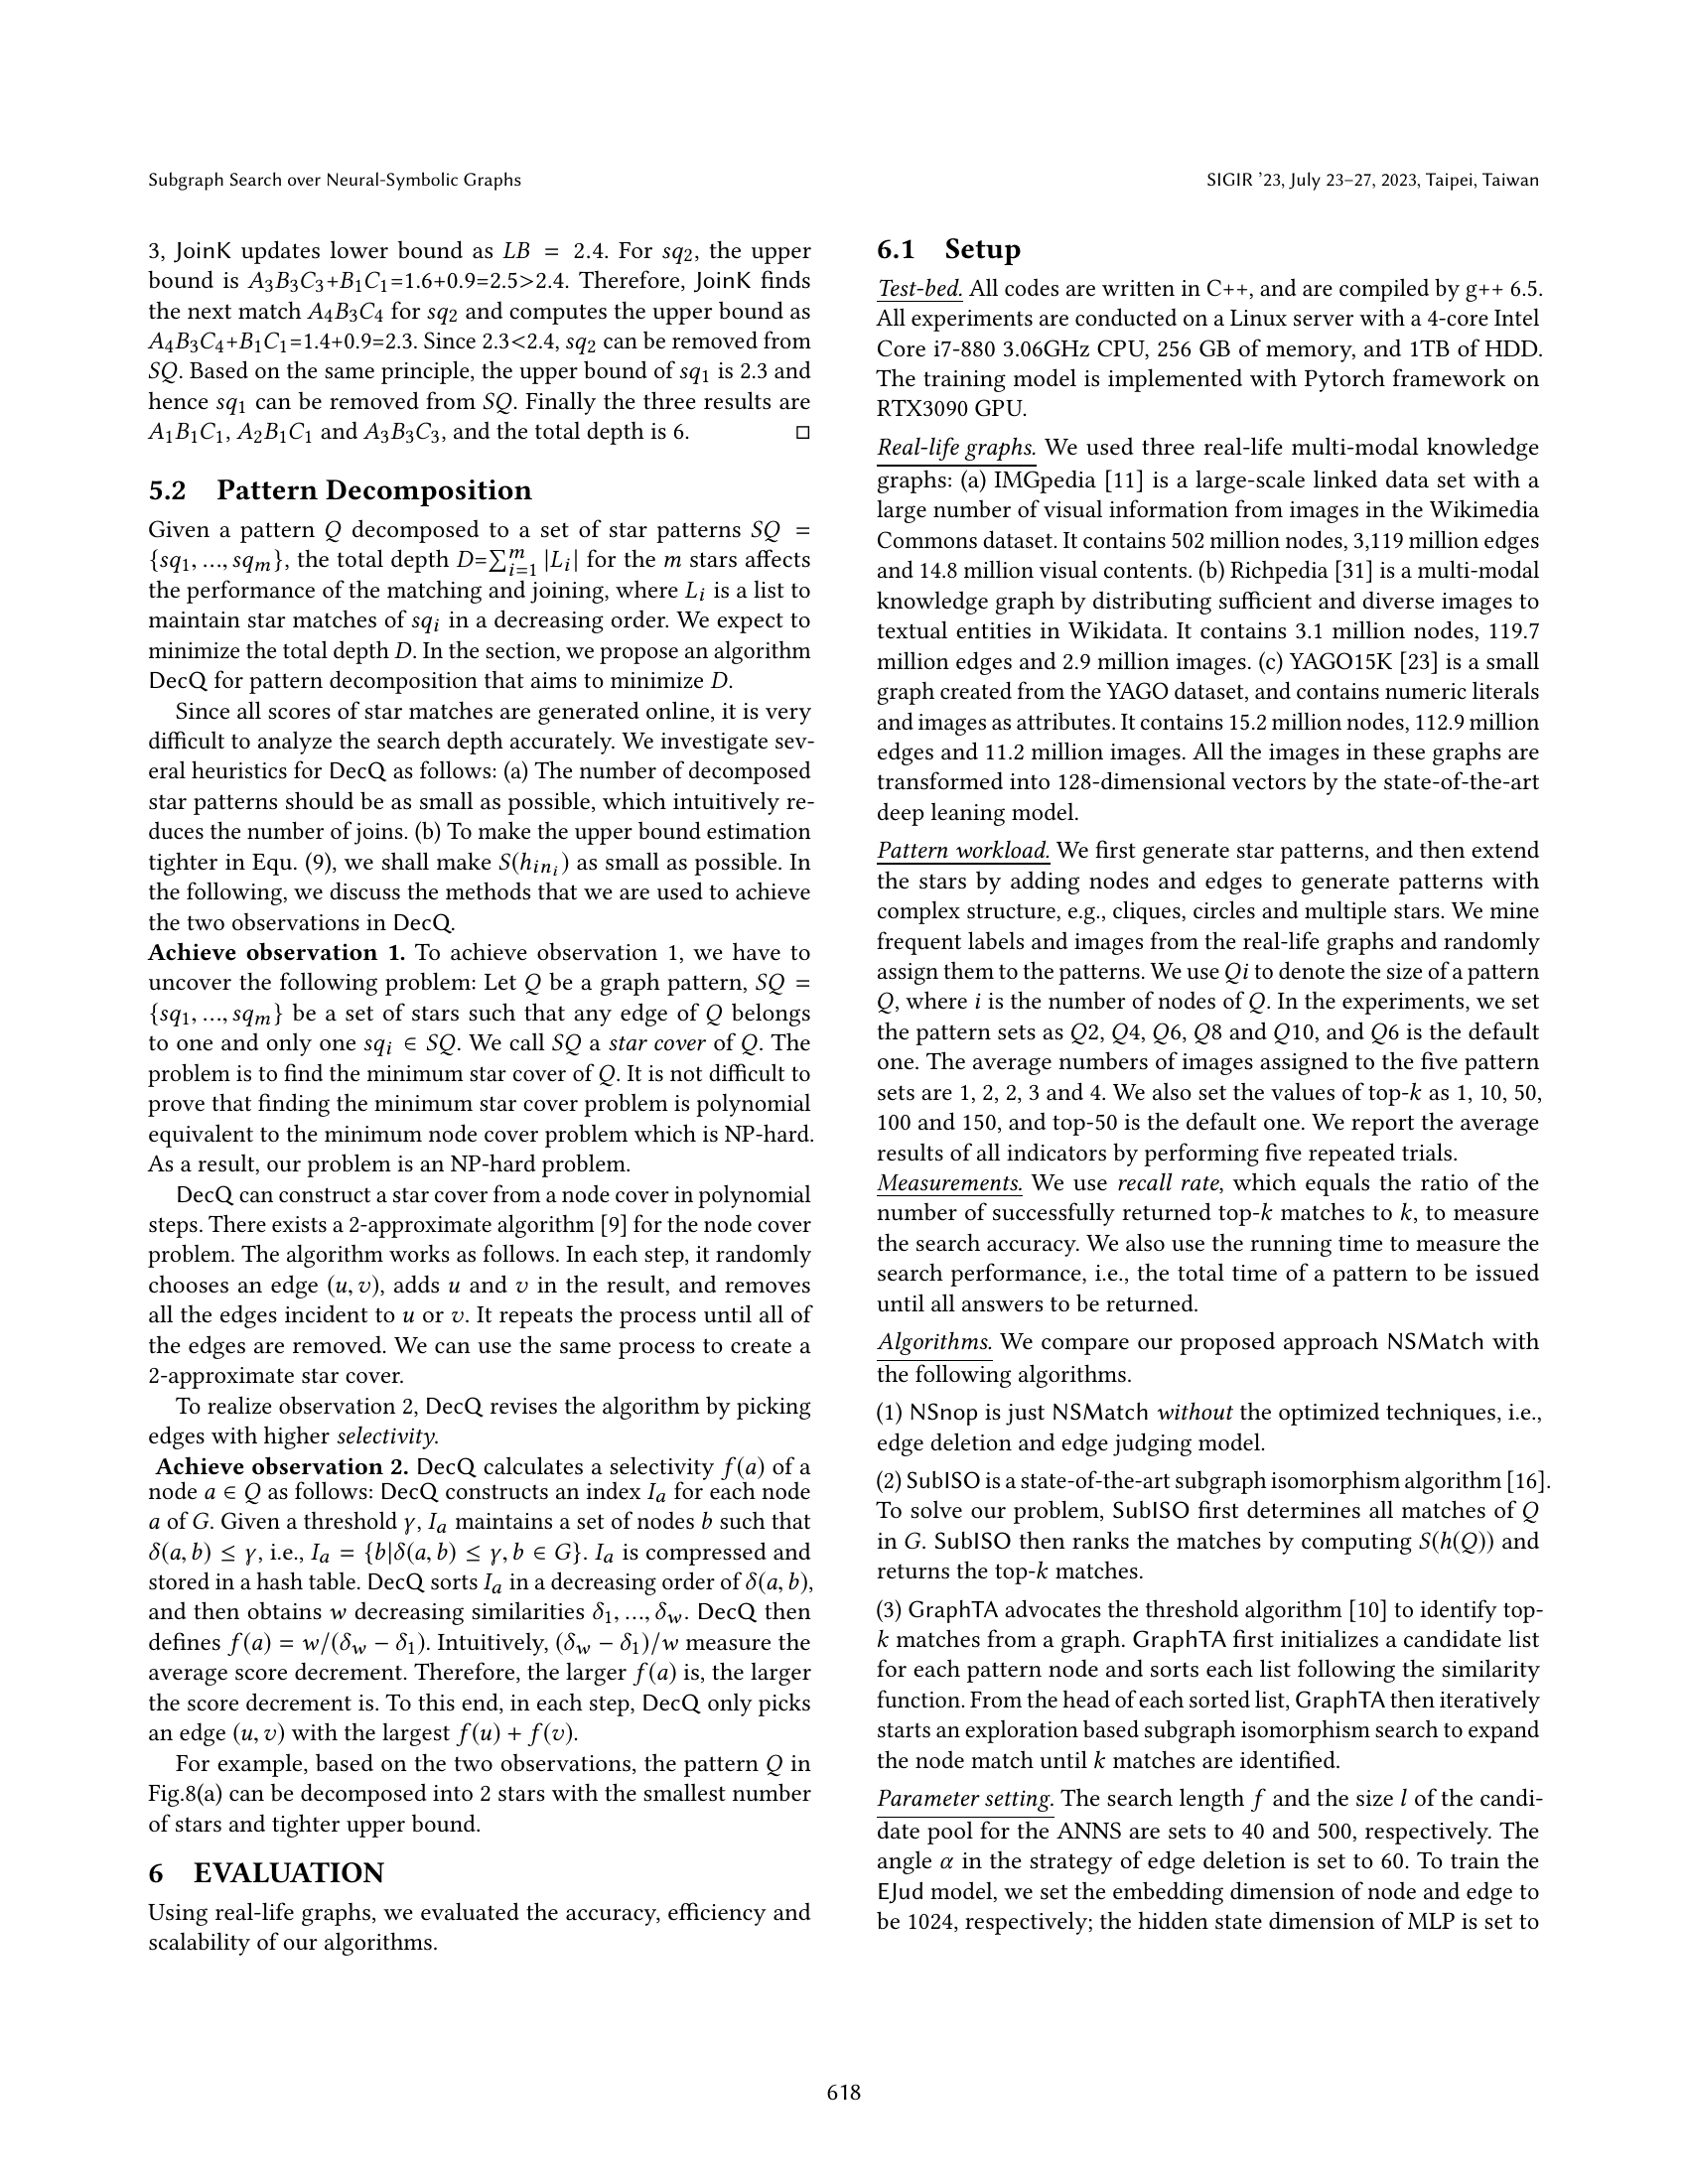 Subgraph Search over Neural-Symbolic Graphs
SIGIR ’23, July 23–27, 2023, Taipei, Taiwan
3, JoinK updates lower bound as LB = 2.4. For sq2, the upper
bound is A3B3C3+B1C1=1.6+0.9=2.5>2.4. Therefore, JoinK finds
the next match A4B3C4 for sq2 and computes the upper bound as
A4B3C4+B1C1=1.4+0.9=2.3. Since 2.3<2.4, sq2 can be removed from
SQ. Based on the same principle, the upper bound of sq1 is 2.3 and
hence sq1 can be removed from SQ. Finally the three results are
A1B1C1, A2B1C1 and A3B3C3, and the total depth is 6. □
5.2 Pattern Decomposition
Given a pattern Q decomposed to a set of star patterns SQ =
{sq1, ..., sqm}, the total depth D=∑ᵐᵢ₌₁ |Li| for the m stars affects
the performance of the matching and joining, where Li is a list to
maintain star matches of sqi in a decreasing order. We expect to
minimize the total depth D. In the section, we propose an algorithm
DecQ for pattern decomposition that aims to minimize D.
Since all scores of star matches are generated online, it is very
difficult to analyze the search depth accurately. We investigate sev-
eral heuristics for DecQ as follows: (a) The number of decomposed
star patterns should be as small as possible, which intuitively re-
duces the number of joins. (b) To make the upper bound estimation
tighter in Equ. (9), we shall make S(hini) as small as possible. In
the following, we discuss the methods that we are used to achieve
the two observations in DecQ.
Achieve observation 1. To achieve observation 1, we have to
uncover the following problem: Let Q be a graph pattern, SQ =
{sq1, ..., sqm} be a set of stars such that any edge of Q belongs
to one and only one sqi ∈ SQ. We call SQ a star cover of Q. The
problem is to find the minimum star cover of Q. It is not difficult to
prove that finding the minimum star cover problem is polynomial
equivalent to the minimum node cover problem which is NP-hard.
As a result, our problem is an NP-hard problem.
DecQ can construct a star cover from a node cover in polynomial
steps. There exists a 2-approximate algorithm [9] for the node cover
problem. The algorithm works as follows. In each step, it randomly
chooses an edge (u, v), adds u and v in the result, and removes
all the edges incident to u or v. It repeats the process until all of
the edges are removed. We can use the same process to create a
2-approximate star cover.
To realize observation 2, DecQ revises the algorithm by picking
edges with higher selectivity.
Achieve observation 2. DecQ calculates a selectivity f(a) of a
node a ∈ Q as follows: DecQ constructs an index Ia for each node
a of G. Given a threshold γ, Ia maintains a set of nodes b such that
δ(a, b) ≤ γ, i.e., Ia = {b|δ(a, b) ≤ γ, b ∈ G}. Ia is compressed and
stored in a hash table. DecQ sorts Ia in a decreasing order of δ(a, b),
and then obtains w decreasing similarities δ1, ..., δw. DecQ then
defines f(a) = w/(δw − δ1). Intuitively, (δw − δ1)/w measure the
average score decrement. Therefore, the larger f(a) is, the larger
the score decrement is. To this end, in each step, DecQ only picks
an edge (u, v) with the largest f(u) + f(v).
For example, based on the two observations, the pattern Q in
Fig.8(a) can be decomposed into 2 stars with the smallest number
of stars and tighter upper bound.
6 EVALUATION
Using real-life graphs, we evaluated the accuracy, efficiency and
scalability of our algorithms.
6.1 Setup
Test-bed. All codes are written in C++, and are compiled by g++ 6.5.
All experiments are conducted on a Linux server with a 4-core Intel
Core i7-880 3.06GHz CPU, 256 GB of memory, and 1TB of HDD.
The training model is implemented with Pytorch framework on
RTX3090 GPU.
Real-life graphs. We used three real-life multi-modal knowledge
graphs: (a) IMGpedia [11] is a large-scale linked data set with a
large number of visual information from images in the Wikimedia
Commons dataset. It contains 502 million nodes, 3,119 million edges
and 14.8 million visual contents. (b) Richpedia [31] is a multi-modal
knowledge graph by distributing sufficient and diverse images to
textual entities in Wikidata. It contains 3.1 million nodes, 119.7
million edges and 2.9 million images. (c) YAGO15K [23] is a small
graph created from the YAGO dataset, and contains numeric literals
and images as attributes. It contains 15.2 million nodes, 112.9 million
edges and 11.2 million images. All the images in these graphs are
transformed into 128-dimensional vectors by the state-of-the-art
deep leaning model.
Pattern workload. We first generate star patterns, and then extend
the stars by adding nodes and edges to generate patterns with
complex structure, e.g., cliques, circles and multiple stars. We mine
frequent labels and images from the real-life graphs and randomly
assign them to the patterns. We use Qi to denote the size of a pattern
Q, where i is the number of nodes of Q. In the experiments, we set
the pattern sets as Q2, Q4, Q6, Q8 and Q10, and Q6 is the default
one. The average numbers of images assigned to the five pattern
sets are 1, 2, 2, 3 and 4. We also set the values of top-k as 1, 10, 50,
100 and 150, and top-50 is the default one. We report the average
results of all indicators by performing five repeated trials.
Measurements. We use recall rate, which equals the ratio of the
number of successfully returned top-k matches to k, to measure
the search accuracy. We also use the running time to measure the
search performance, i.e., the total time of a pattern to be issued
until all answers to be returned.
Algorithms. We compare our proposed approach NSMatch with
the following algorithms.
(1) NSnop is just NSMatch without the optimized techniques, i.e.,
edge deletion and edge judging model.
(2) SubISO is a state-of-the-art subgraph isomorphism algorithm [16].
To solve our problem, SubISO first determines all matches of Q
in G. SubISO then ranks the matches by computing S(h(Q)) and
returns the top-k matches.
(3) GraphTA advocates the threshold algorithm [10] to identify top-
k matches from a graph. GraphTA first initializes a candidate list
for each pattern node and sorts each list following the similarity
function. From the head of each sorted list, GraphTA then iteratively
starts an exploration based subgraph isomorphism search to expand
the node match until k matches are identified.
Parameter setting. The search length f and the size l of the candi-
date pool for the ANNS are sets to 40 and 500, respectively. The
angle α in the strategy of edge deletion is set to 60. To train the
EJud model, we set the embedding dimension of node and edge to
be 1024, respectively; the hidden state dimension of MLP is set to
618